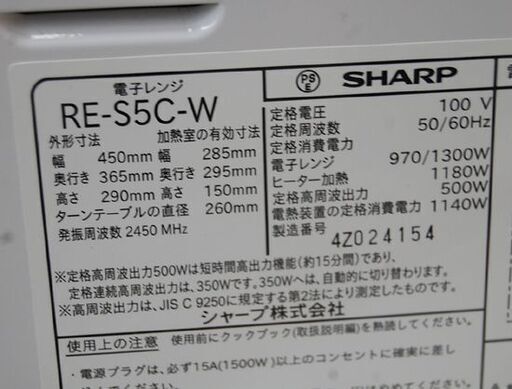 電子レンジ
RE-S5C-W
外形寸法 加熱室の有効寸法
幅 450mm 幅 285mm
奥行き 365mm 奥行き 295mm
高さ 290mm 高さ 150mm
ターンテーブルの直径 260mm
発振周波数 2450 MHz
PS E SHARP
定格電圧 100 V
定格周波数 50/60Hz
定格消費電力
電子レンジ 970/1300W
ヒーター加熱 1180W
定格高周波出力 500W
電熱装置の定格消費電力 1140W
製造番号 4Z024154
※定格高周波出力500Wは短時間高出力機能(約15分間)であり、
定格連続高周波出力は、350Wです。350Wへは、自動的に切り替わります。
※高周波出力は、JIS C 9250に規定する第2法により測定したものです。
シャープ株式会社
使用上の注意 使用前にクックブック(取扱説明編)を熟読してください。
・電源プラグは、必ず15A(1500W)以上のコンセントに確実に差し